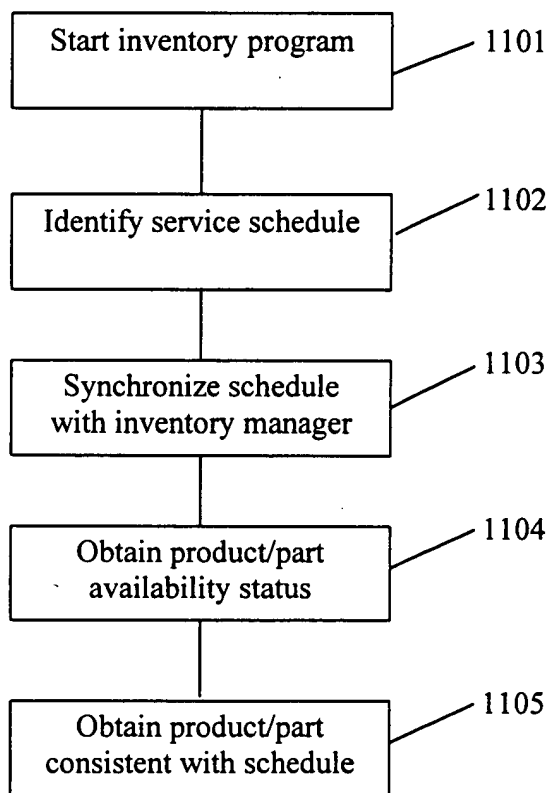 Start inventory program
1101
Identify service schedule
1102
Synchronize schedule
with inventory manager
1103
Obtain product/part
availability status
1104
Obtain product/part
consistent with schedule
1105